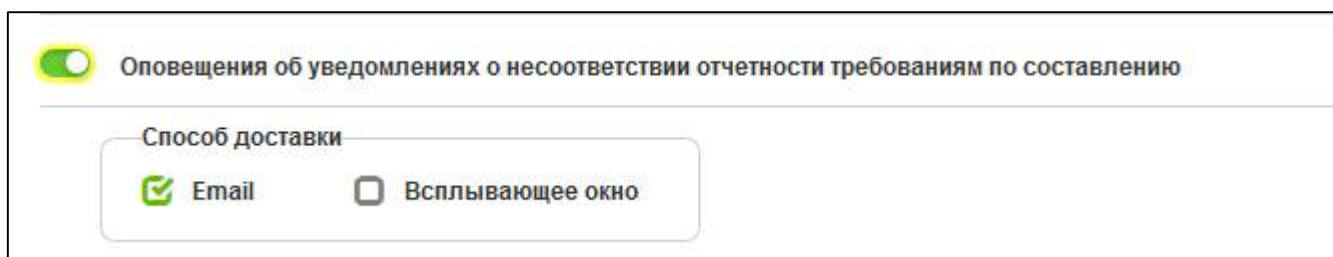 Оповещения об уведомлениях о несоответствии отчетности требованиям по составлению
Способ доставки
Email Всплывающее окно